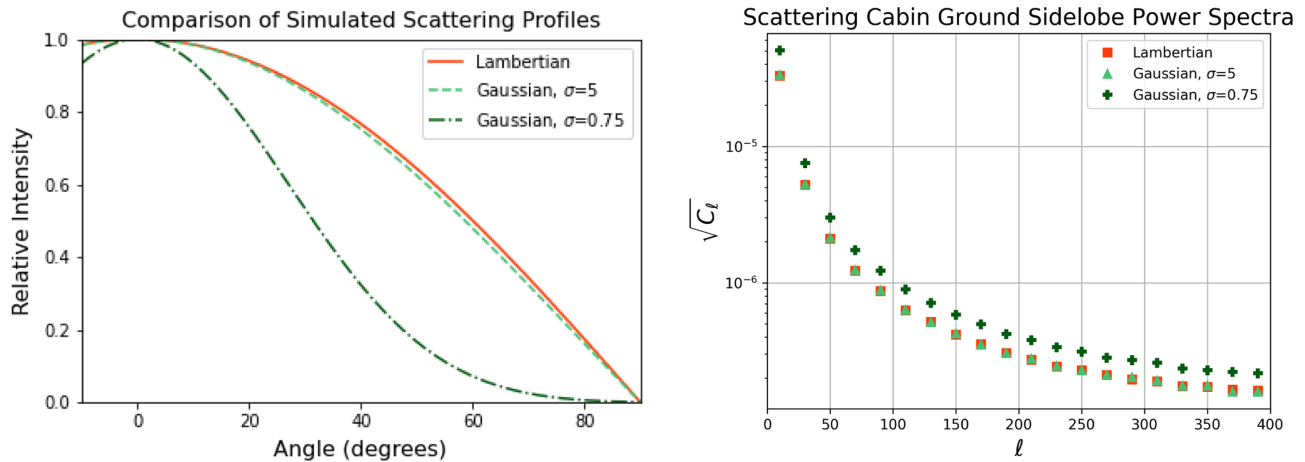 Comparison of Simulated Scattering Profiles
1.0
0.8
0.6
0.4
0.2
0.0
Relative Intensity
Lambertian
Gaussian, σ=5
Gaussian, σ=0.75
0
20
40
60
80
Angle (degrees)
Scattering Cabin Ground Sidelobe Power Spectra
10⁻⁵
10⁻⁶
√Cℓ
Lambertian
Gaussian, σ=5
Gaussian, σ=0.75
0
50
100
150
200
250
300
350
400
ℓ